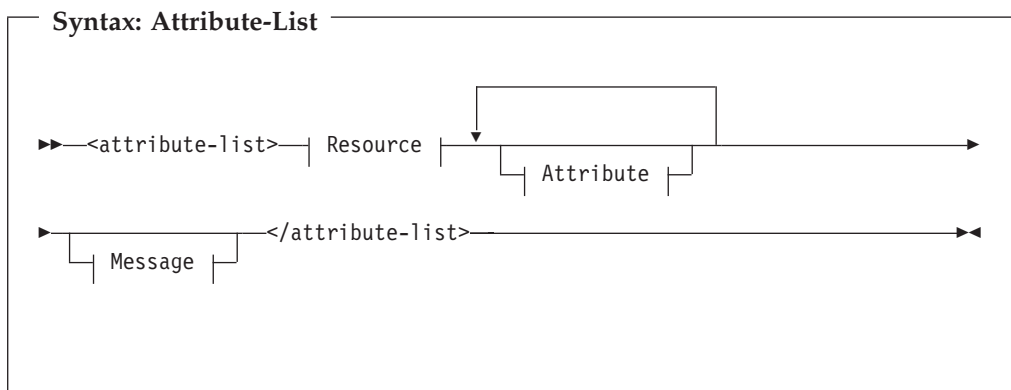 Syntax: Attribute-List
<attribute-list> Resource
Attribute
</attribute-list>
Message